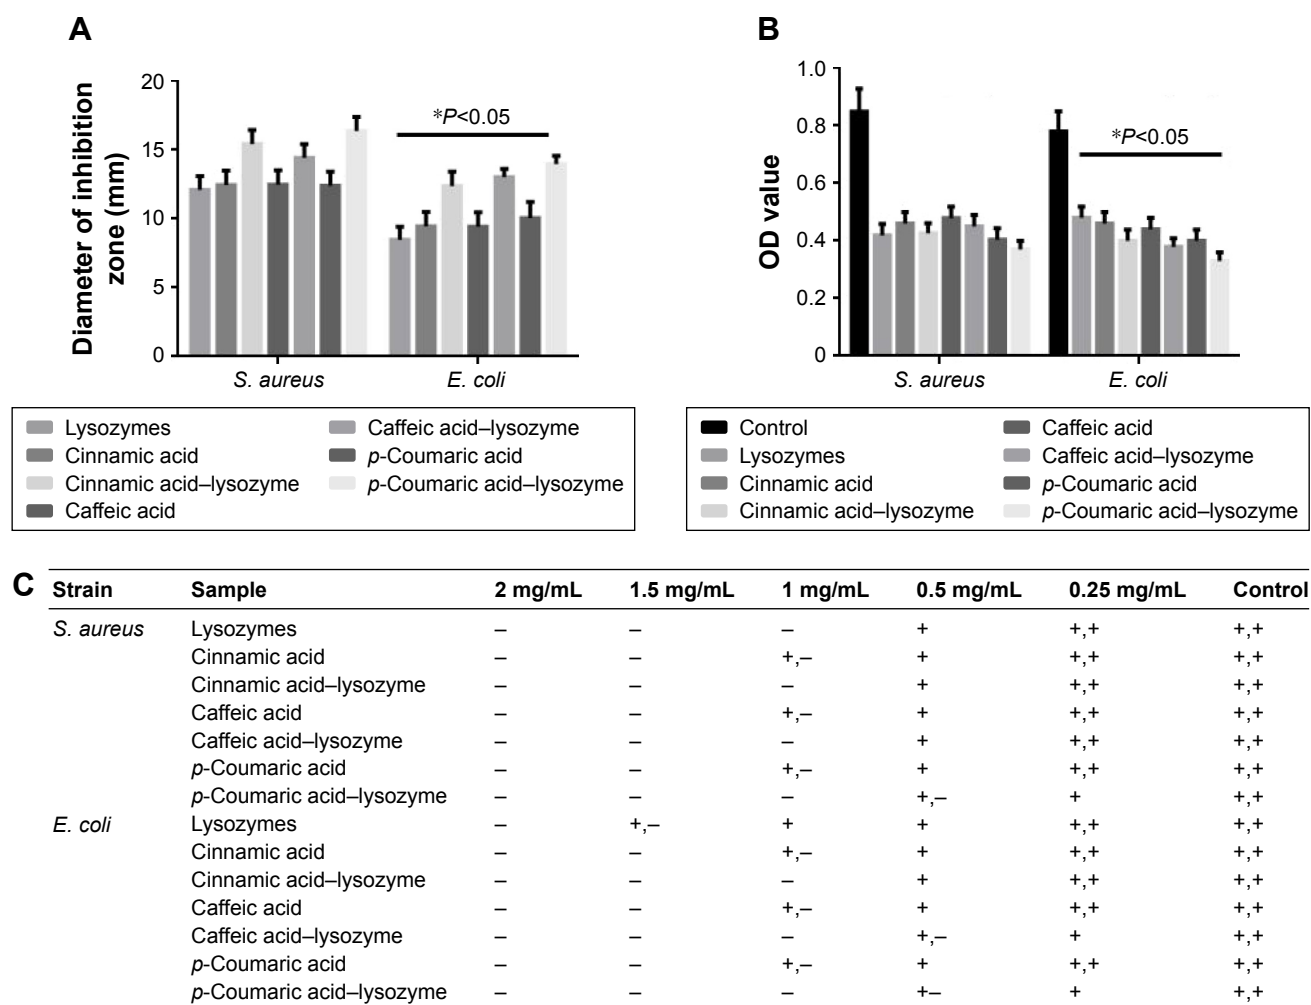 A
Diameter of inhibition
zone (mm)
20
15
10
5
0
*P<0.05
S. aureus
E. coli
Lysozymes
Cinnamic acid
Cinnamic acid–lysozyme
Caffeic acid
Caffeic acid–lysozyme
p-Coumaric acid
p-Coumaric acid–lysozyme
B
OD value
1.0
0.8
0.6
0.4
0.2
0
*P<0.05
S. aureus
E. coli
Control
Lysozymes
Cinnamic acid
Cinnamic acid–lysozyme
Caffeic acid
Caffeic acid–lysozyme
p-Coumaric acid
p-Coumaric acid–lysozyme
C
Strain Sample 2 mg/mL 1.5 mg/mL 1 mg/mL 0.5 mg/mL 0.25 mg/mL Control
S. aureus Lysozymes – – – + +,+ +,+
Cinnamic acid – – +,– + +,+ +,+
Cinnamic acid–lysozyme – – – + +,+ +,+
Caffeic acid – – +,– + +,+ +,+
Caffeic acid–lysozyme – – – + +,+ +,+
p-Coumaric acid – – +,– + +,+ +,+
p-Coumaric acid–lysozyme – – – +,– + +,+
E. coli Lysozymes – +,– + + +,+ +,+
Cinnamic acid – – +,– + +,+ +,+
Cinnamic acid–lysozyme – – – + +,+ +,+
Caffeic acid – – +,– + +,+ +,+
Caffeic acid–lysozyme – – – +,– + +,+
p-Coumaric acid – – +,– + +,+ +,+
p-Coumaric acid–lysozyme – – – +– + +,+